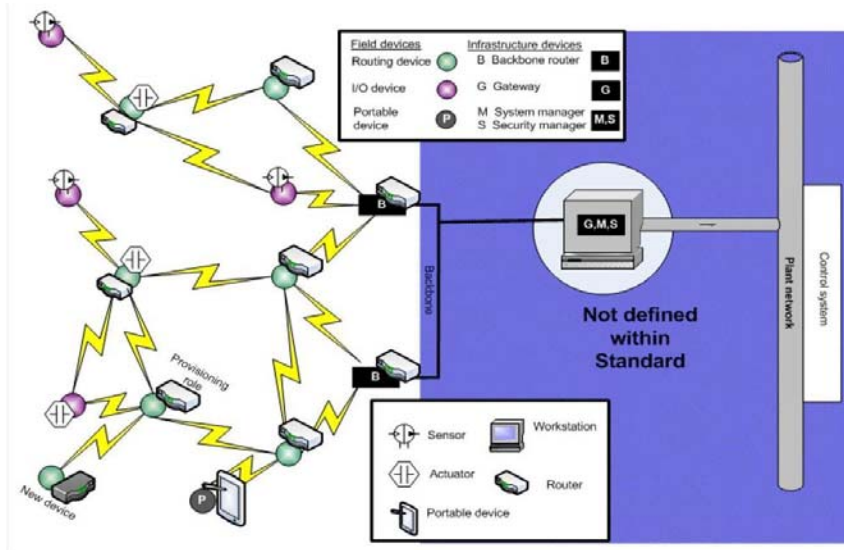 Field devices
Infrastructure devices
Routing device
B Backbone router
B
I/O device
G Gateway
G
Portable
device
P
M System manager
S Security manager
M,S
B
G,M,S
Backbone
Plant network
Control system
Not defined
within
Standard
B
Provisioning
role
New device
P
Sensor
Workstation
Actuator
Router
Portable device